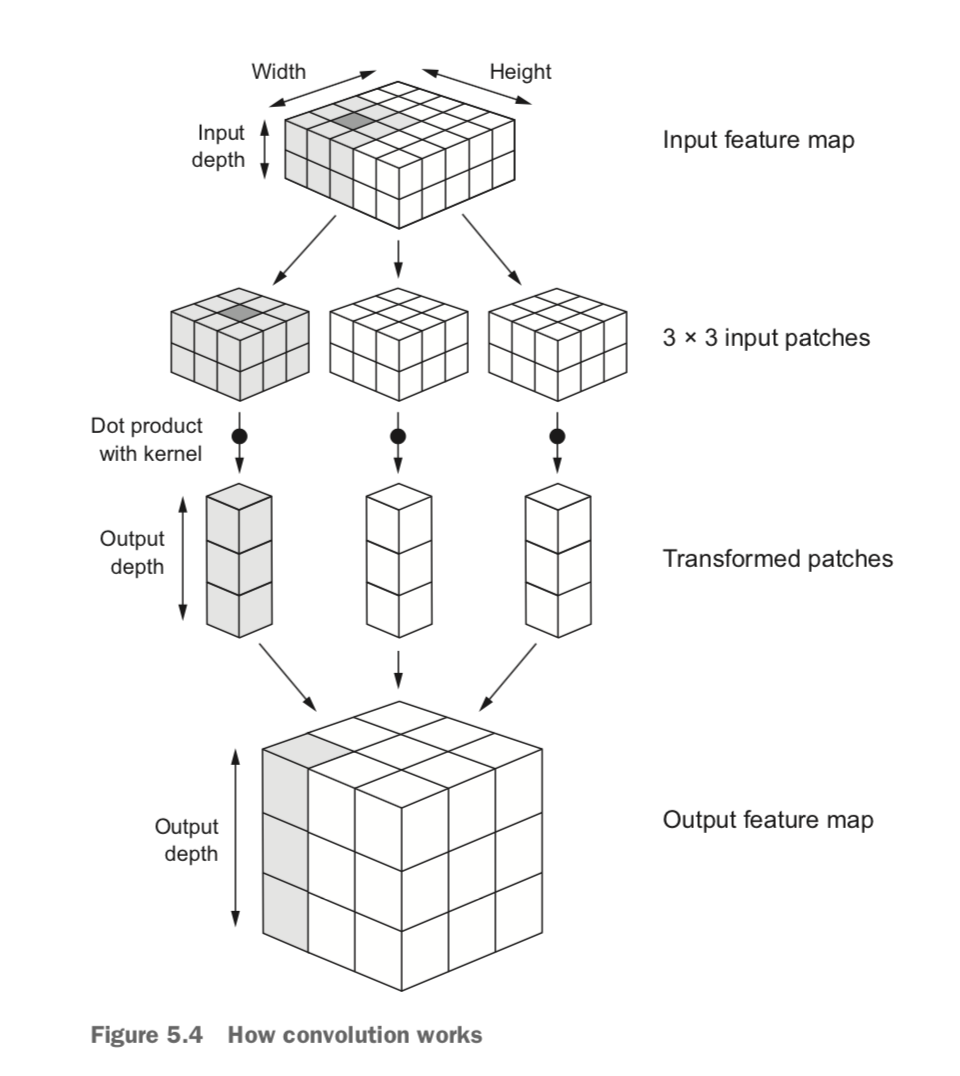 Width
Height
Input
depth
Input feature map
3 × 3 input patches
Dot product
with kernel
Output
depth
Transformed patches
Output
depth
Output feature map
Figure 5.4 How convolution works